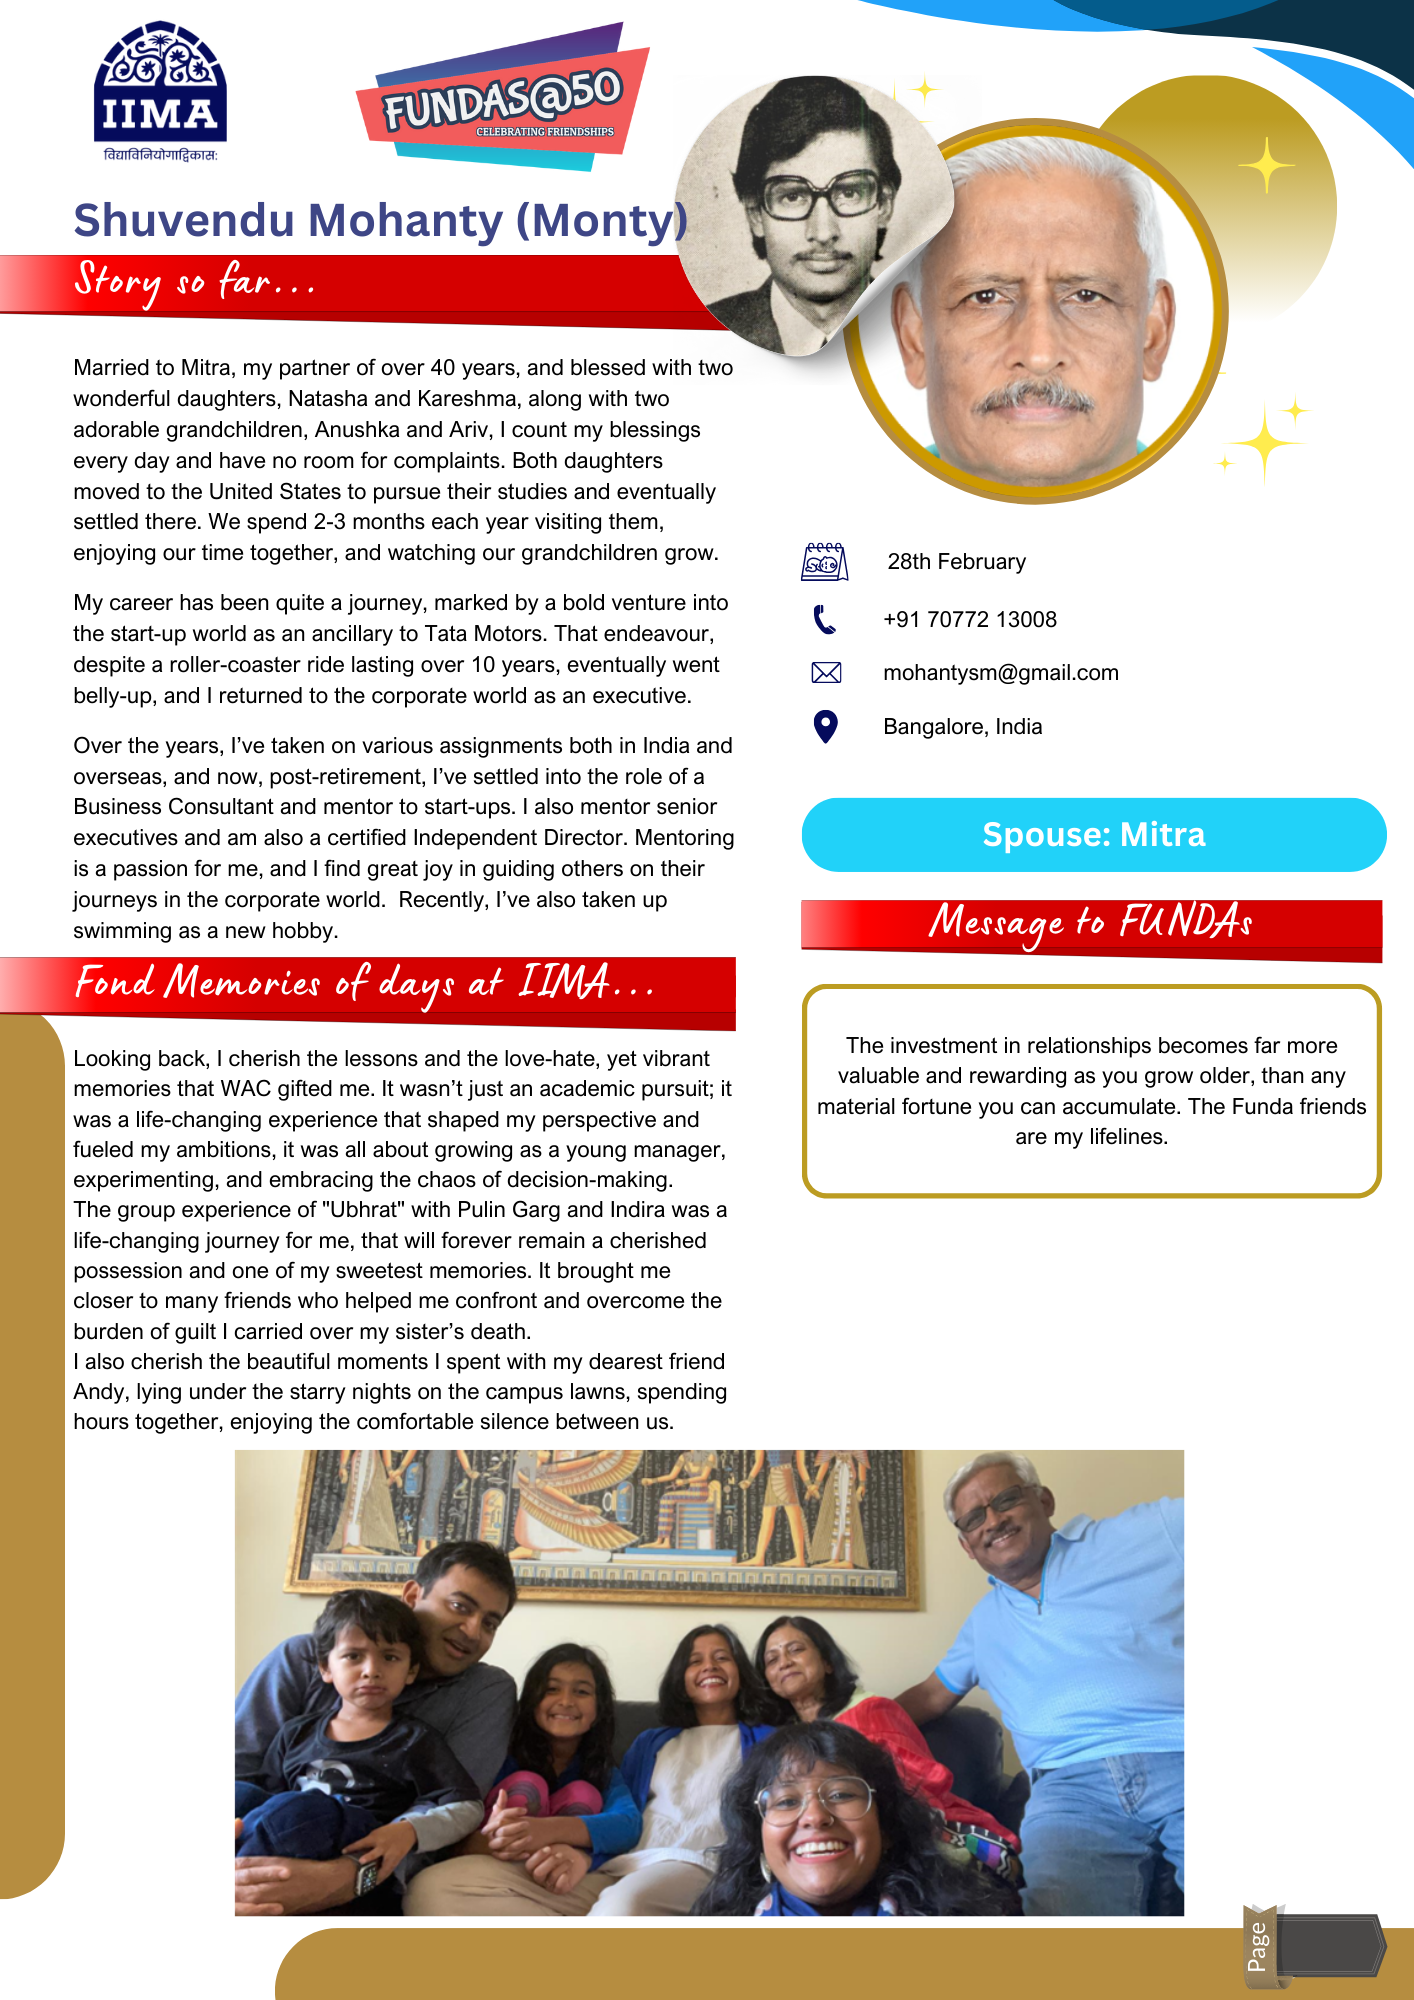 IIMA
विद्याविनियोगाद्विकास:
FUNDAS@50
CELEBRATING FRIENDSHIPS
Shuvendu Mohanty (Monty)
Story so far...
Married to Mitra, my partner of over 40 years, and blessed with two
wonderful daughters, Natasha and Kareshma, along with two
adorable grandchildren, Anushka and Ariv, I count my blessings
every day and have no room for complaints. Both daughters
moved to the United States to pursue their studies and eventually
settled there. We spend 2-3 months each year visiting them,
enjoying our time together, and watching our grandchildren grow.
My career has been quite a journey, marked by a bold venture into
the start-up world as an ancillary to Tata Motors. That endeavour,
despite a roller-coaster ride lasting over 10 years, eventually went
belly-up, and I returned to the corporate world as an executive.
Over the years, I’ve taken on various assignments both in India and
overseas, and now, post-retirement, I’ve settled into the role of a
Business Consultant and mentor to start-ups. I also mentor senior
executives and am also a certified Independent Director. Mentoring
is a passion for me, and I find great joy in guiding others on their
journeys in the corporate world.  Recently, I’ve also taken up
swimming as a new hobby.
Fond Memories of days at IIMA...
Looking back, I cherish the lessons and the love-hate, yet vibrant
memories that WAC gifted me. It wasn’t just an academic pursuit; it
was a life-changing experience that shaped my perspective and
fueled my ambitions, it was all about growing as a young manager,
experimenting, and embracing the chaos of decision-making.
The group experience of "Ubhrat" with Pulin Garg and Indira was a
life-changing journey for me, that will forever remain a cherished
possession and one of my sweetest memories. It brought me
closer to many friends who helped me confront and overcome the
burden of guilt I carried over my sister’s death.
I also cherish the beautiful moments I spent with my dearest friend
Andy, lying under the starry nights on the campus lawns, spending
hours together, enjoying the comfortable silence between us.
28th February
+91 70772 13008
mohantysm@gmail.com
Bangalore, India
Spouse: Mitra
Message to FUNDAs
The investment in relationships becomes far more
valuable and rewarding as you grow older, than any
material fortune you can accumulate. The Funda friends
are my lifelines.
Page